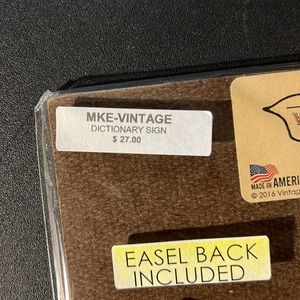 MKE-VINTAGE
DICTIONARY SIGN
$ 27.00
MADE IN AMERI
© 2016 Vintag
EASEL BACK
INCLUDED